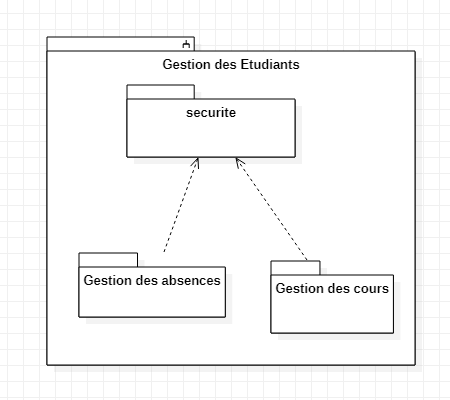 Gestion des Etudiants
securite
Gestion des absences
Gestion des cours